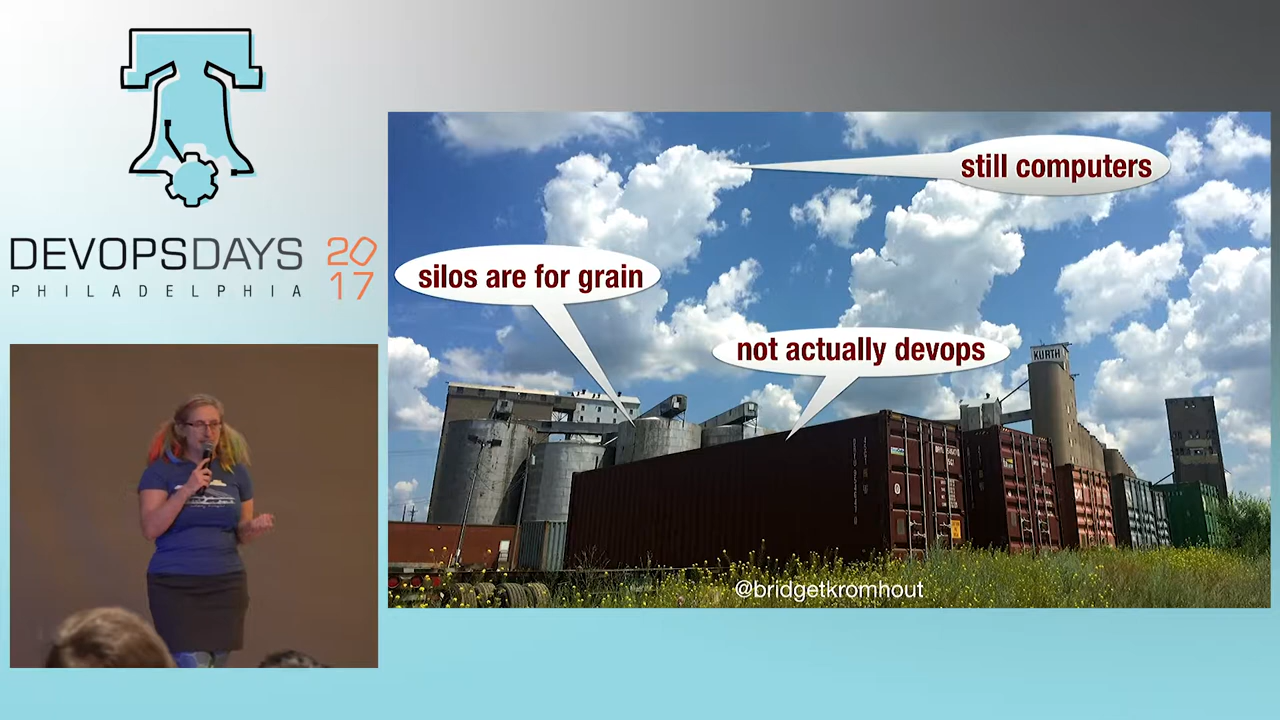 DEVOPSDAYS 2017
PHILADELPHIA
still computers
silos are for grain
not actually devops
KURTH
@bridgetkromhout